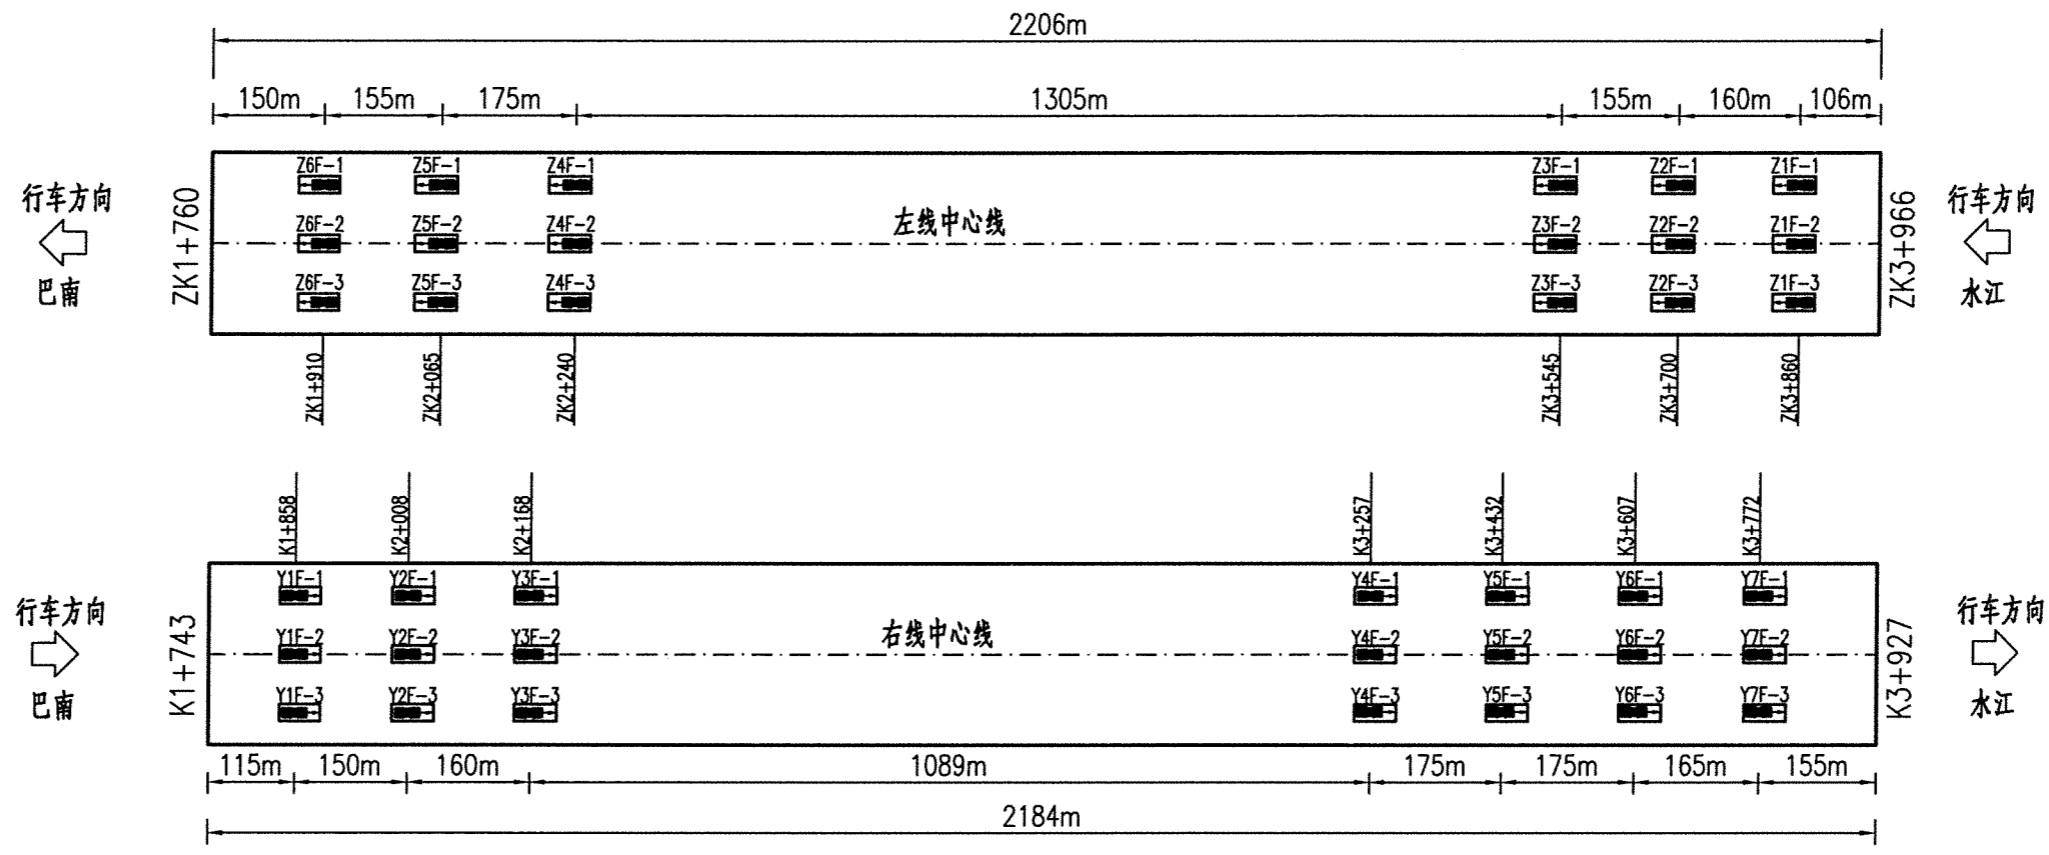 2206m
150m 155m 175m 1305m 155m 160m 106m
Z6F-1 Z5F-1 Z4F-1 Z3F-1 Z2F-1 Z1F-1
行车方向 ZK1+760 Z6F-2 Z5F-2 Z4F-2 左线中心线 Z3F-2 Z2F-2 Z1F-2 ZK3+966 行车方向
巴南 Z6F-3 Z5F-3 Z4F-3 Z3F-3 Z2F-3 Z1F-3 水江
ZK1+910 ZK2+065 ZK2+240 ZK3+545 ZK3+700 ZK3+860
K1+858 K2+008 K2+168 K3+257 K3+432 K3+607 K3+772
Y1F-1 Y2F-1 Y3F-1 Y4F-1 Y5F-1 Y6F-1 Y7F-1
行车方向 K1+743 Y1F-2 Y2F-2 Y3F-2 右线中心线 Y4F-2 Y5F-2 Y6F-2 Y7F-2 K3+927 行车方向
巴南 Y1F-3 Y2F-3 Y3F-3 Y4F-3 Y5F-3 Y6F-3 Y7F-3 水江
115m 150m 160m 1089m 175m 175m 165m 155m
2184m